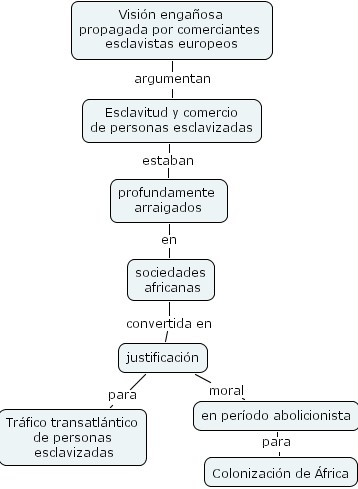 Visión engañosa
propagada por comerciantes
esclavistas europeos
argumentan
Esclavitud y comercio
de personas esclavizadas
estaban
profundamente
arraigados
en
sociedades
africanas
convertida en
justificación
para
Tráfico transatlántico
de personas
esclavizadas
moral
en período abolicionista
para
Colonización de África